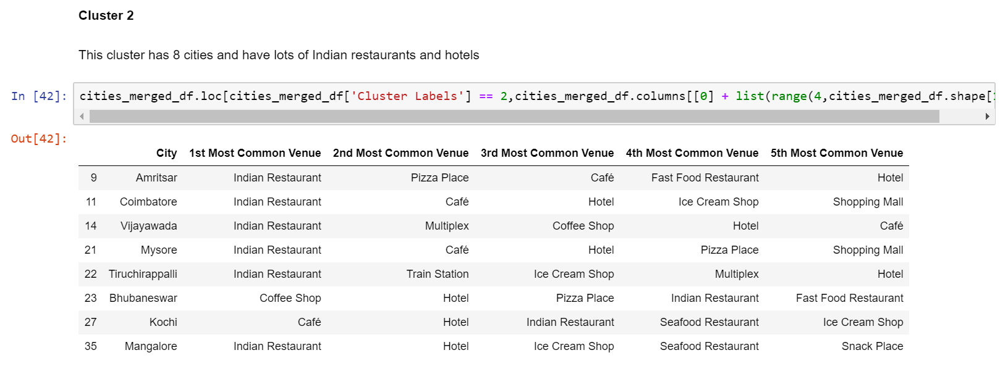 Cluster 2
This cluster has 8 cities and have lots of Indian restaurants and hotels
In [42]: cities_merged_df.loc[cities_merged_df['Cluster Labels'] == 2,cities_merged_df.columns[[0] + list(range(4,cities_merged_df.shape[
Out[42]:
City 1st Most Common Venue 2nd Most Common Venue 3rd Most Common Venue 4th Most Common Venue 5th Most Common Venue
9 Amritsar Indian Restaurant Pizza Place Café Fast Food Restaurant Hotel
11 Coimbatore Indian Restaurant Café Hotel Ice Cream Shop Shopping Mall
14 Vijayawada Indian Restaurant Multiplex Coffee Shop Hotel Café
21 Mysore Indian Restaurant Café Hotel Pizza Place Shopping Mall
22 Tiruchirappalli Indian Restaurant Train Station Ice Cream Shop Multiplex Hotel
23 Bhubaneswar Coffee Shop Hotel Pizza Place Indian Restaurant Fast Food Restaurant
27 Kochi Café Hotel Indian Restaurant Seafood Restaurant Ice Cream Shop
35 Mangalore Indian Restaurant Hotel Ice Cream Shop Seafood Restaurant Snack Place